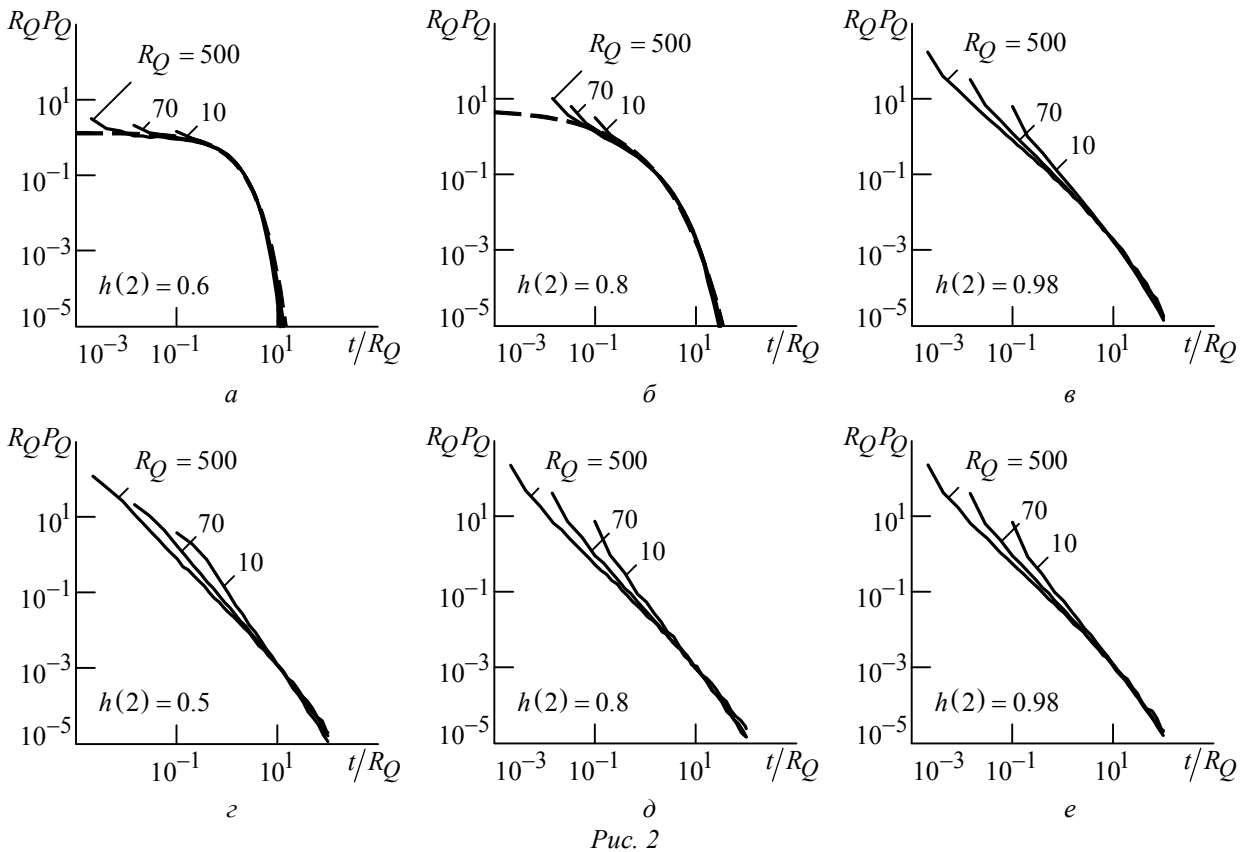 R_Q P_Q
R_Q = 500
70
10
10^1
10^−1
10^−3
10^−5
h(2) = 0.6
10^−3 10^−1 10^1 t/R_Q
а
R_Q P_Q
R_Q = 500
70
10
10^1
10^−1
10^−3
10^−5
h(2) = 0.8
10^−3 10^−1 10^1 t/R_Q
б
R_Q P_Q
R_Q = 500
70
10
10^1
10^−1
10^−3
10^−5
h(2) = 0.98
10^−3 10^−1 10^1 t/R_Q
в
R_Q P_Q
R_Q = 500
70
10
10^1
10^−1
10^−3
10^−5
h(2) = 0.5
10^−1 10^1 t/R_Q
г
R_Q P_Q
R_Q = 500
70
10
10^1
10^−1
10^−3
10^−5
h(2) = 0.8
10^−3 10^−1 10^1 t/R_Q
д
R_Q P_Q
R_Q = 500
70
10
10^1
10^−1
10^−3
10^−5
h(2) = 0.98
10^−3 10^−1 10^1 t/R_Q
е
Рис. 2